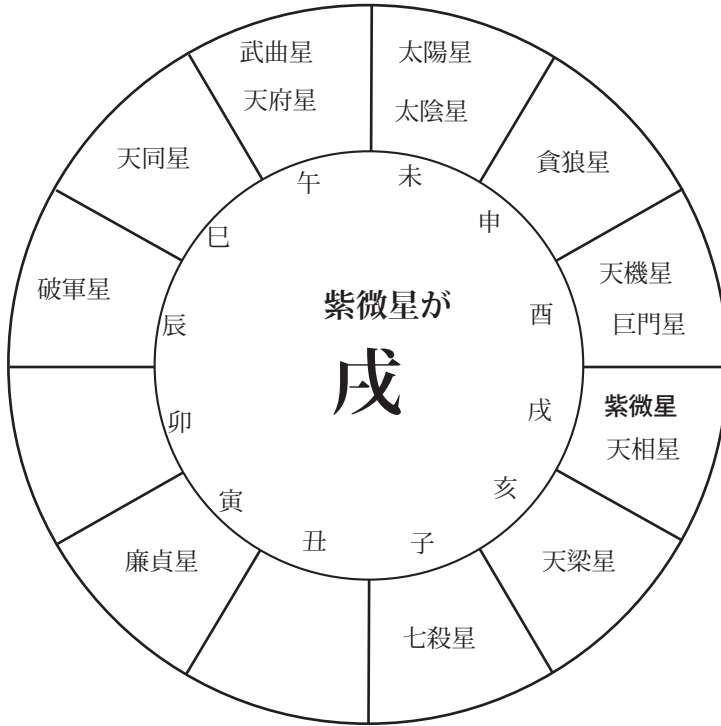 紫微星が
戌
武曲星
天府星
午
太陽星
太陰星
未
貪狼星
申
天機星
巨門星
酉
紫微星
天相星
戌
天梁星
亥
七殺星
子
丑
廉貞星
寅
卯
破軍星
辰
天同星
巳